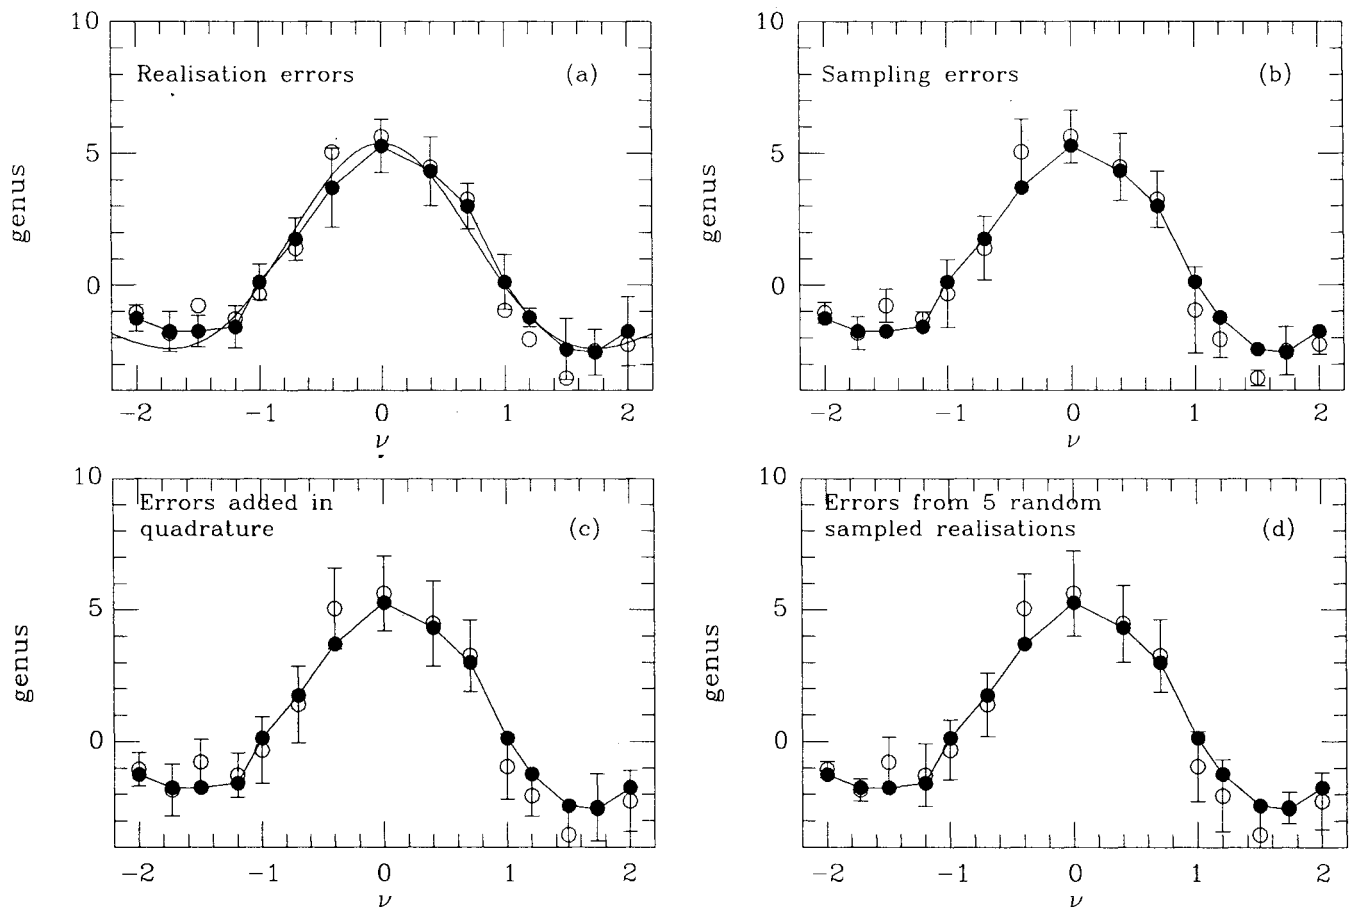 10
Realisation errors
(a)
5
genus
0
−2
−1
0
1
2
ν
10
Sampling errors
(b)
5
genus
0
−2
−1
0
1
2
ν
10
Errors added in
quadrature
(c)
5
genus
0
−2
−1
0
1
2
ν
10
Errors from 5 random
sampled realisations
(d)
5
genus
0
−2
−1
0
1
2
ν